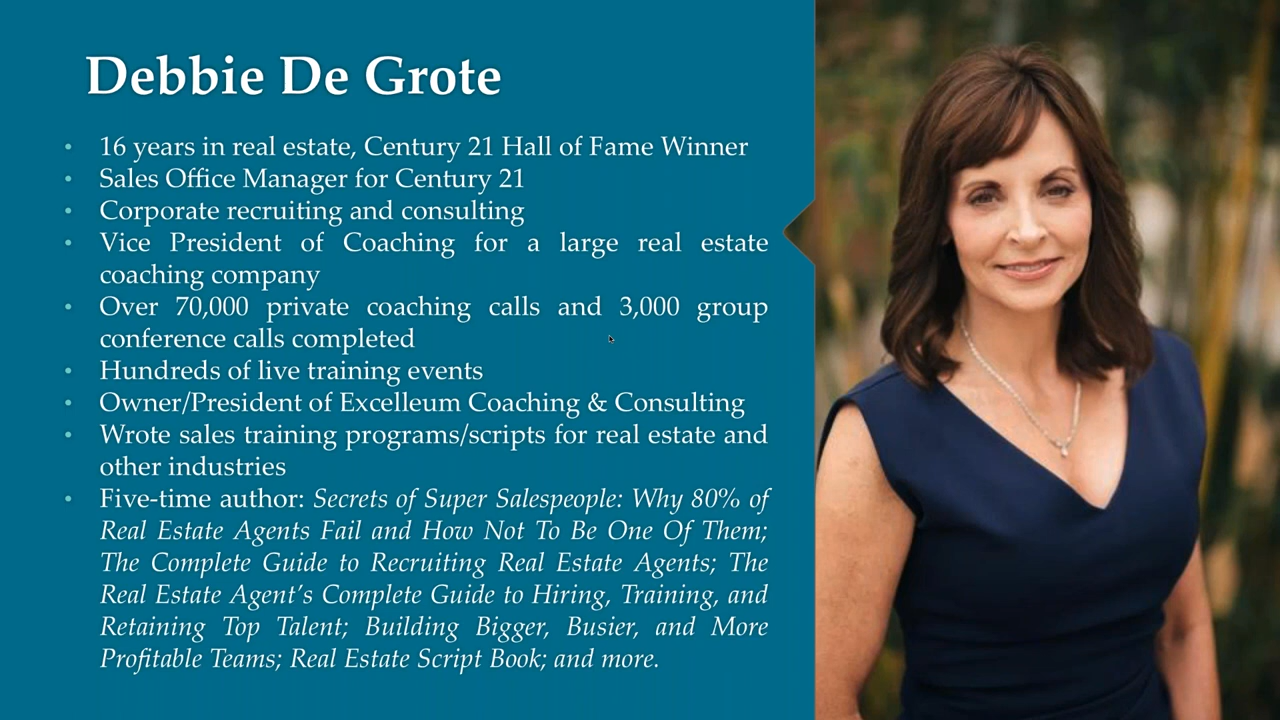 Debbie De Grote
• 16 years in real estate, Century 21 Hall of Fame Winner
• Sales Office Manager for Century 21
• Corporate recruiting and consulting
• Vice President of Coaching for a large real estate
coaching company
• Over 70,000 private coaching calls and 3,000 group
conference calls completed
• Hundreds of live training events
• Owner/President of Excelleum Coaching & Consulting
• Wrote sales training programs/scripts for real estate and
other industries
• Five-time author: Secrets of Super Salespeople: Why 80% of
Real Estate Agents Fail and How Not To Be One Of Them;
The Complete Guide to Recruiting Real Estate Agents; The
Real Estate Agent’s Complete Guide to Hiring, Training, and
Retaining Top Talent; Building Bigger, Busier, and More
Profitable Teams; Real Estate Script Book; and more.